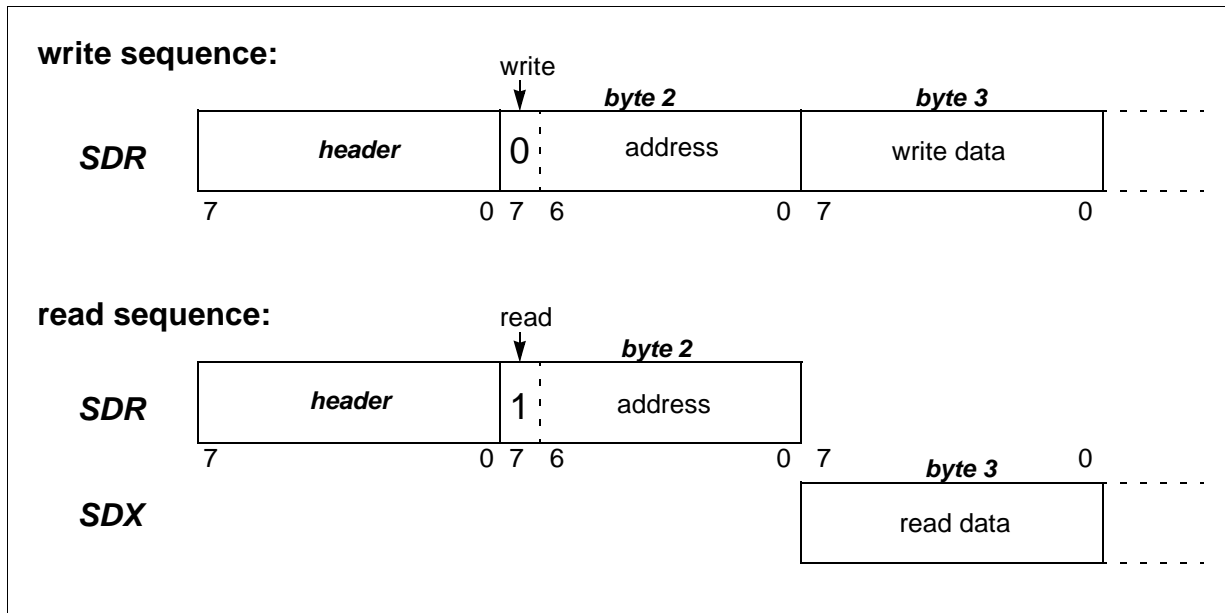 write sequence:
write
byte 2 byte 3
SDR header 0 address write data
7 0 7 6 0 7 0
read sequence:
read
byte 2
SDR header 1 address
7 0 7 6 0 7 0
byte 3
SDX read data